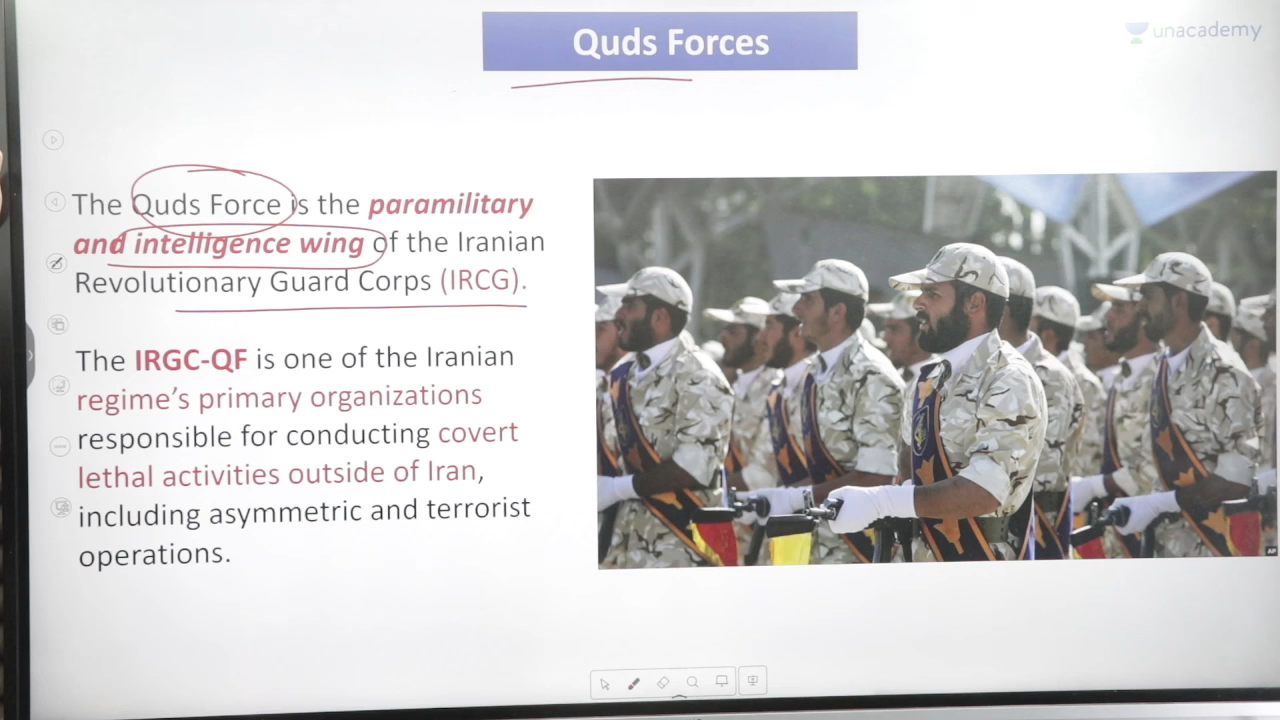 Quds Forces
unacademy
The Quds Force is the paramilitary
and intelligence wing of the Iranian
Revolutionary Guard Corps (IRCG).
The IRGC-QF is one of the Iranian
regime's primary organizations
responsible for conducting covert
lethal activities outside of Iran,
including asymmetric and terrorist
operations.
AP